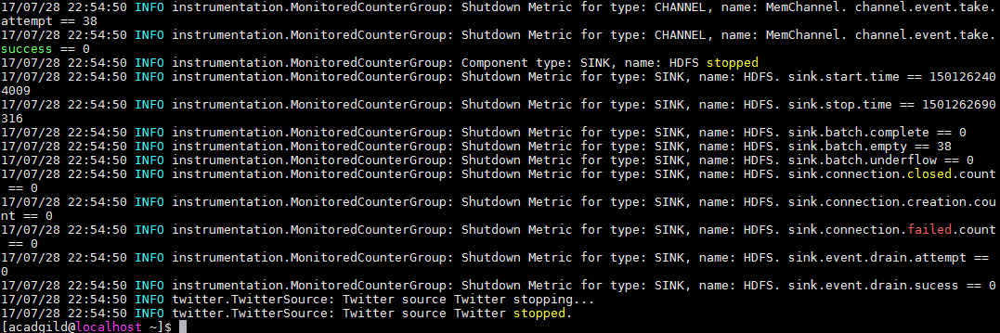 17/07/28 22:54:50 INFO instrumentation.MonitoredCounterGroup: Shutdown Metric for type: CHANNEL, name: MemChannel. channel.event.take.
attempt == 38
17/07/28 22:54:50 INFO instrumentation.MonitoredCounterGroup: Shutdown Metric for type: CHANNEL, name: MemChannel. channel.event.take.
success == 0
17/07/28 22:54:50 INFO instrumentation.MonitoredCounterGroup: Component type: SINK, name: HDFS stopped
17/07/28 22:54:50 INFO instrumentation.MonitoredCounterGroup: Shutdown Metric for type: SINK, name: HDFS. sink.start.time == 150126240
4009
17/07/28 22:54:50 INFO instrumentation.MonitoredCounterGroup: Shutdown Metric for type: SINK, name: HDFS. sink.stop.time == 1501262690
316
17/07/28 22:54:50 INFO instrumentation.MonitoredCounterGroup: Shutdown Metric for type: SINK, name: HDFS. sink.batch.complete == 0
17/07/28 22:54:50 INFO instrumentation.MonitoredCounterGroup: Shutdown Metric for type: SINK, name: HDFS. sink.batch.empty == 38
17/07/28 22:54:50 INFO instrumentation.MonitoredCounterGroup: Shutdown Metric for type: SINK, name: HDFS. sink.batch.underflow == 0
17/07/28 22:54:50 INFO instrumentation.MonitoredCounterGroup: Shutdown Metric for type: SINK, name: HDFS. sink.connection.closed.count
 == 0
17/07/28 22:54:50 INFO instrumentation.MonitoredCounterGroup: Shutdown Metric for type: SINK, name: HDFS. sink.connection.creation.cou
nt == 0
17/07/28 22:54:50 INFO instrumentation.MonitoredCounterGroup: Shutdown Metric for type: SINK, name: HDFS. sink.connection.failed.count
 == 0
17/07/28 22:54:50 INFO instrumentation.MonitoredCounterGroup: Shutdown Metric for type: SINK, name: HDFS. sink.event.drain.attempt ==
0
17/07/28 22:54:50 INFO instrumentation.MonitoredCounterGroup: Shutdown Metric for type: SINK, name: HDFS. sink.event.drain.sucess == 0
17/07/28 22:54:50 INFO twitter.TwitterSource: Twitter source Twitter stopping...
17/07/28 22:54:50 INFO twitter.TwitterSource: Twitter source Twitter stopped.
[acadgild@localhost ~]$